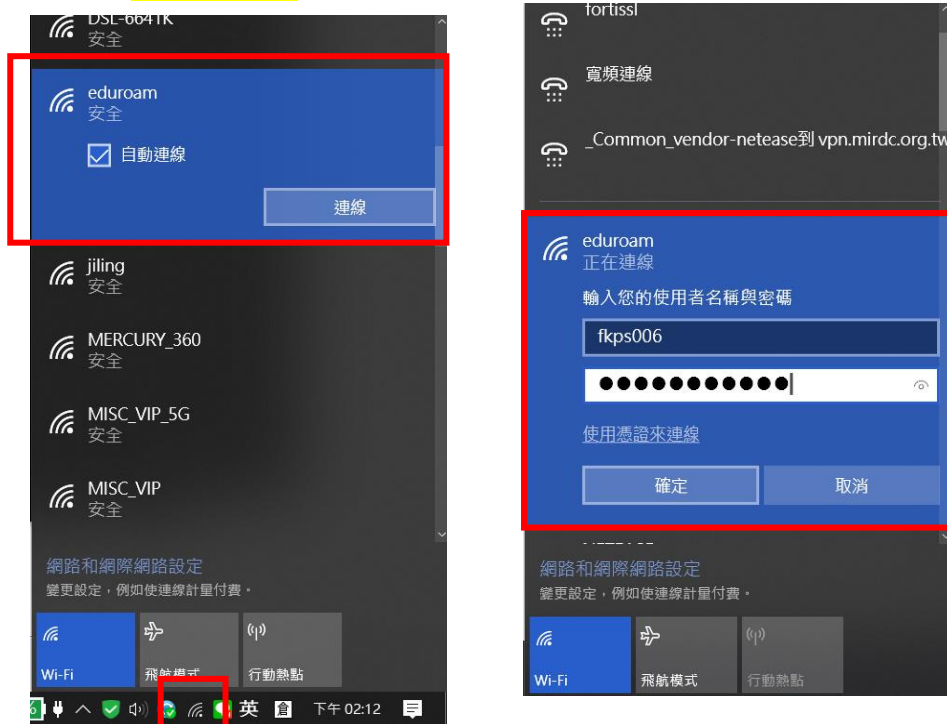 DSL-6641K
安全
eduroam
安全
自動連線
連線
jiling
安全
MERCURY_360
安全
MISC_VIP_5G
安全
MISC_VIP
安全
網路和網際網路設定
變更設定，例如使連線計量付費。
Wi-Fi
飛航模式
行動熱點
英
倉
下午 02:12
fortissl
寬頻連線
_Common_vendor-netease到 vpn.mirdc.org.tw
eduroam
正在連線
輸入您的使用者名稱與密碼
fkps006
●●●●●●●●●●●
使用憑證來連線
確定
取消
網路和網際網路設定
變更設定，例如使連線計量付費。
Wi-Fi
飛航模式
行動熱點